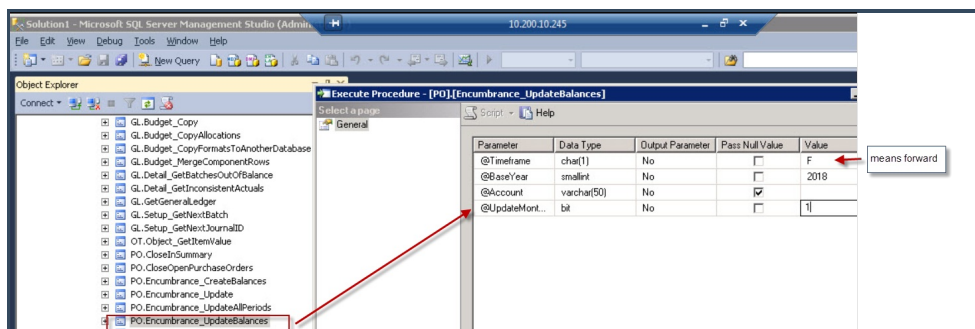 Solution1 - Microsoft SQL Server Management Studio (Admin
10.200.10.245
File Edit View Debug Tools Window Help
New Query
Object Explorer
Connect
GL.Budget_Copy
GL.Budget_CopyAllocations
GL.Budget_CopyFormatsToAnotherDatabase
GL.Budget_MergeComponentRows
GL.Detail_GetBatchesOutOfBalance
GL.Detail_GetInconsistentActuals
GL.GetGeneralLedger
GL.Setup_GetNextBatch
GL.Setup_GetNextJournalID
OT.Object_GetItemValue
PO.CloseInSummary
PO.CloseOpenPurchaseOrders
PO.Encumbrance_CreateBalances
PO.Encumbrance_Update
PO.Encumbrance_UpdateAllPeriods
PO.Encumbrance_UpdateBalances
Execute Procedure - [PO].[Encumbrance_UpdateBalances]
Select a page
General
Script Help
Parameter Data Type Output Parameter Pass Null Value Value
@Timeframe char(1) No F
@BaseYear smallint No 2018
@Account varchar(50) No
@UpdateMont... bit No 1
means forward